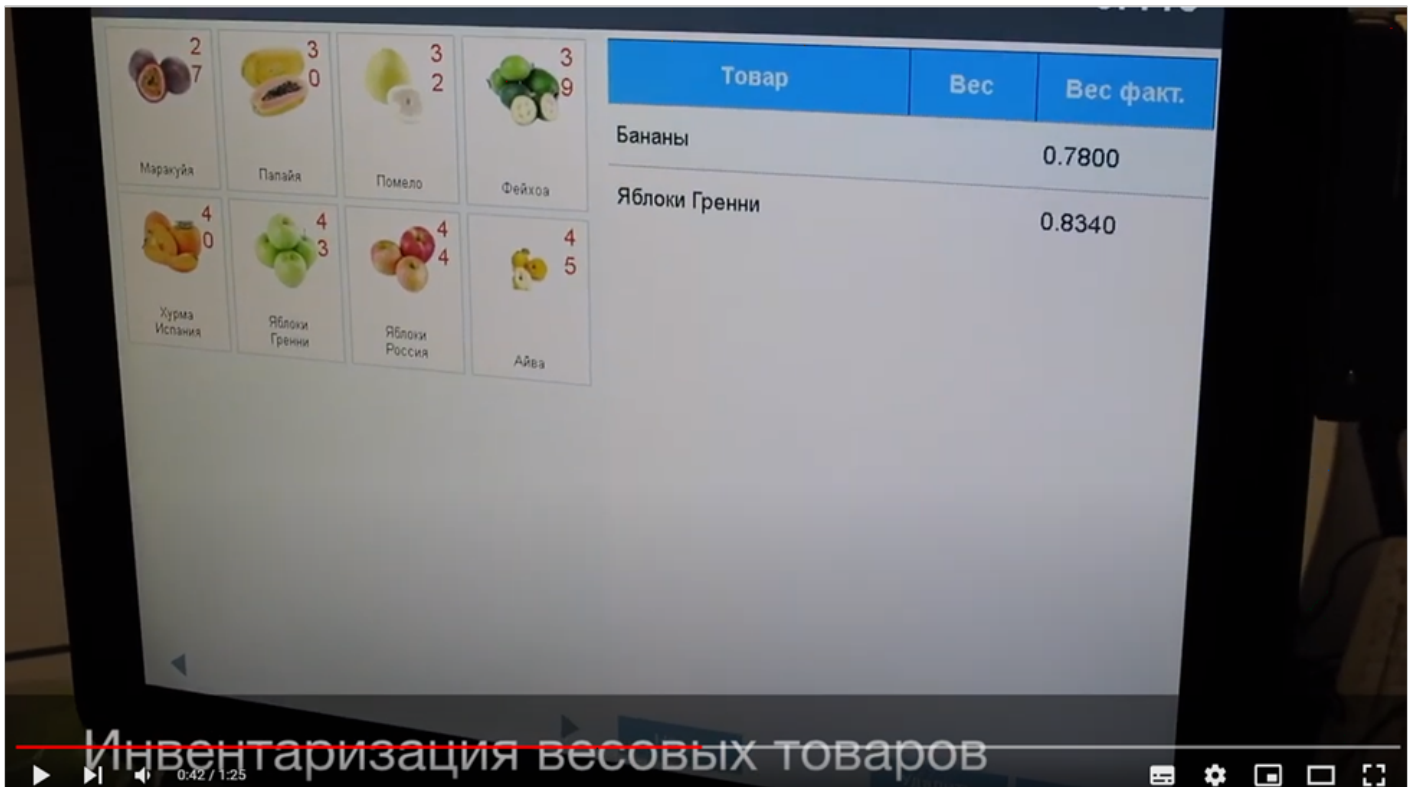 2
7
Маракуйя
3
0
Папайя
3
2
Помело
3
9
Фейхоа
4
0
Хурма
Испания
4
3
Яблоки
Гренни
4
4
Яблоки
Россия
4
5
Айва
Товар Вес Вес факт.
Бананы 0.7800
Яблоки Гренни 0.8340
Инвентаризация весовых товаров
0:42 / 1:25